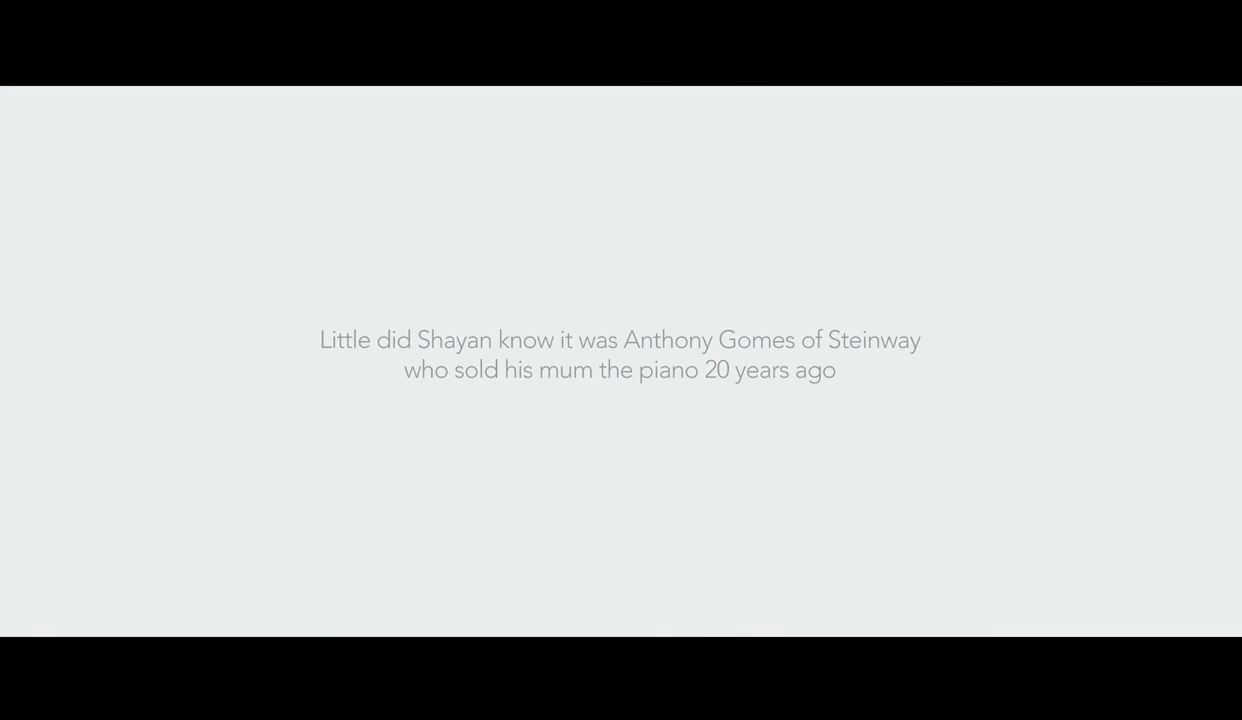 Little did Shayan know it was Anthony Gomes of Steinway
who sold his mum the piano 20 years ago